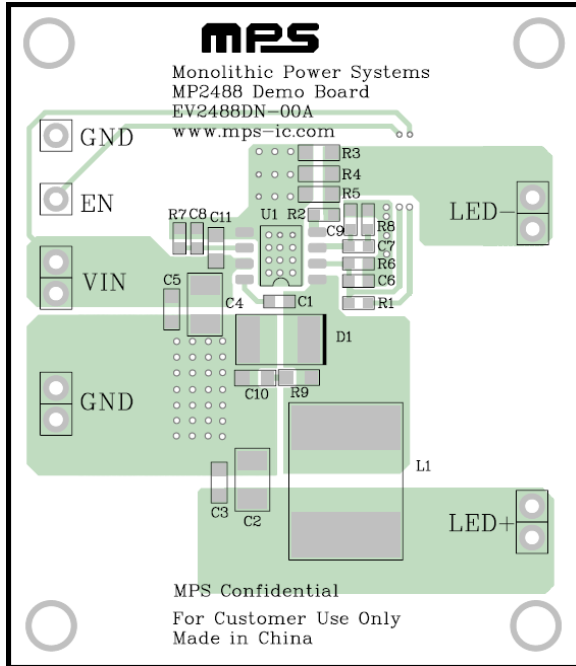 mps
Monolithic Power Systems
MP2488 Demo Board
EV2488DN-00A
www.mps-ic.com
GND
EN
VIN
GND
LED-
LED+
R3
R4
R5
R2
U1
R7
C8
C11
C9
R8
C7
R6
C6
R1
C5
C4
C1
D1
C10
R9
L1
C3
C2
MPS Confidential
For Customer Use Only
Made in China